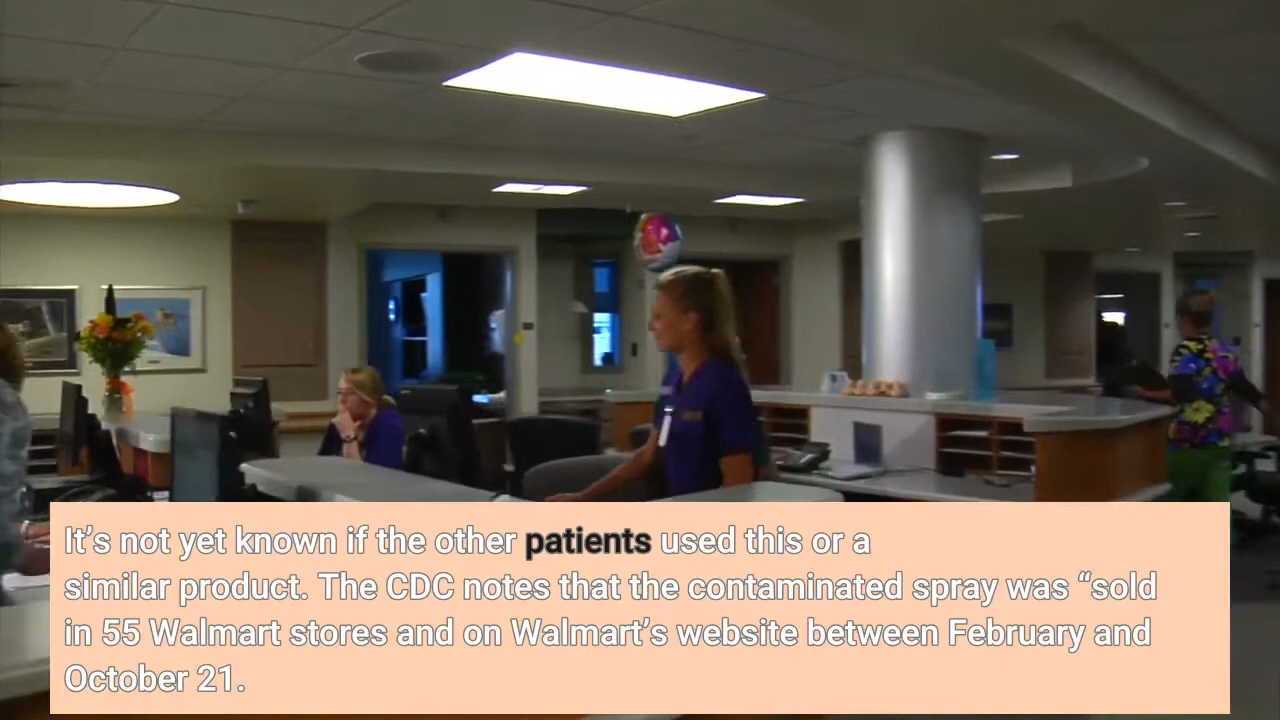 It’s not yet known if the other patients used this or a
similar product. The CDC notes that the contaminated spray was “sold
in 55 Walmart stores and on Walmart’s website between February and
October 21.